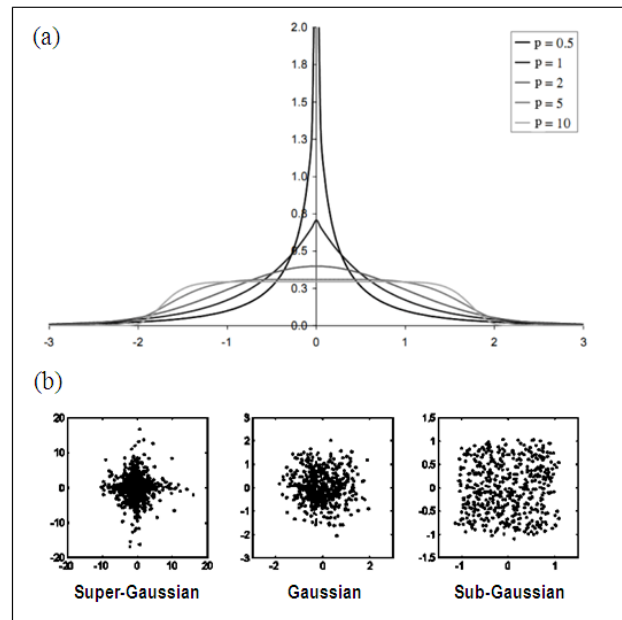 (a)
2.0
1.8
1.5
1.3
1.0
0.8
0.5
0.3
0.0
-3 -2 -1 0 1 2 3
p = 0.5
p = 1
p = 2
p = 5
p = 10
(b)
20
10
0
-10
-20
-20 -10 0 10 20
Super-Gaussian
3
2
1
0
-1
-2
-3
-2 0 2
Gaussian
1.5
1
0.5
0
-0.5
-1
-1.5
-1 0 1
Sub-Gaussian